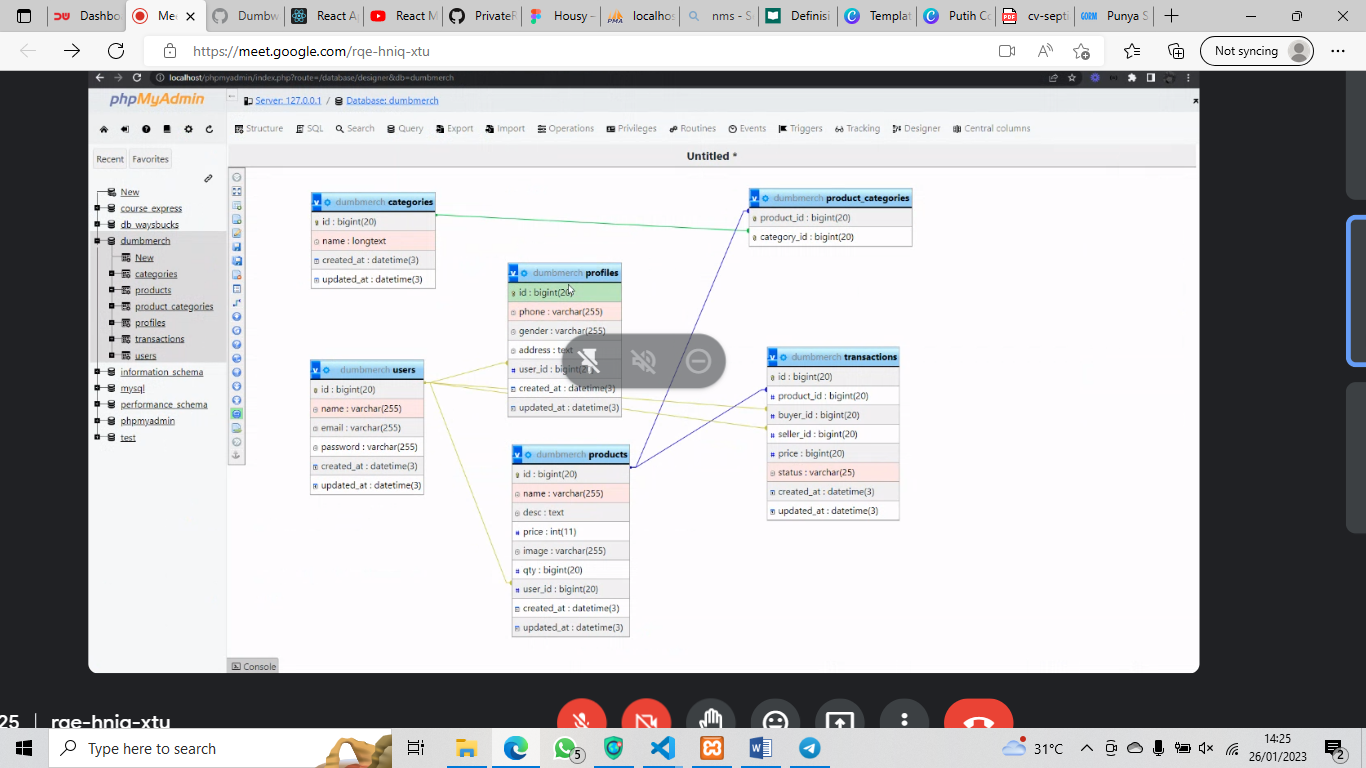 Dashbo
Mee
Dumbw
React A
React M
PrivateR
Housy –
localhos
nms - S
Definisi
Templat
Putih Co
cv-septi
Punya S
https://meet.google.com/rqe-hniq-xtu
Not syncing
localhost/phpmyadmin/index.php?route=/database/designer&db=dumbmerch
phpMyAdmin
Server: 127.0.0.1 / Database: dumbmerch
Structure SQL Search Query Export Import Operations Privileges Routines Events Triggers Tracking Designer Central columns
Recent Favorites
Untitled *
New
course_express
db_waysbucks
dumbmerch
New
categories
products
product_categories
profiles
transactions
users
information_schema
mysql
performance_schema
phpmyadmin
test
dumbmerch categories
id : bigint(20)
name : longtext
created_at : datetime(3)
updated_at : datetime(3)
dumbmerch product_categories
product_id : bigint(20)
category_id : bigint(20)
dumbmerch profiles
id : bigint(20)
phone : varchar(255)
gender : varchar(255)
address : text
user_id : bigint(20)
created_at : datetime(3)
updated_at : datetime(3)
dumbmerch users
id : bigint(20)
name : varchar(255)
email : varchar(255)
password : varchar(255)
created_at : datetime(3)
updated_at : datetime(3)
dumbmerch transactions
id : bigint(20)
product_id : bigint(20)
buyer_id : bigint(20)
seller_id : bigint(20)
price : bigint(20)
status : varchar(25)
created_at : datetime(3)
updated_at : datetime(3)
dumbmerch products
id : bigint(20)
name : varchar(255)
desc : text
price : int(11)
image : varchar(255)
qty : bigint(20)
user_id : bigint(20)
created_at : datetime(3)
updated_at : datetime(3)
Console
25 | rqe-hniq-xtu
Type here to search
5
31°C
14:25
26/01/2023
2